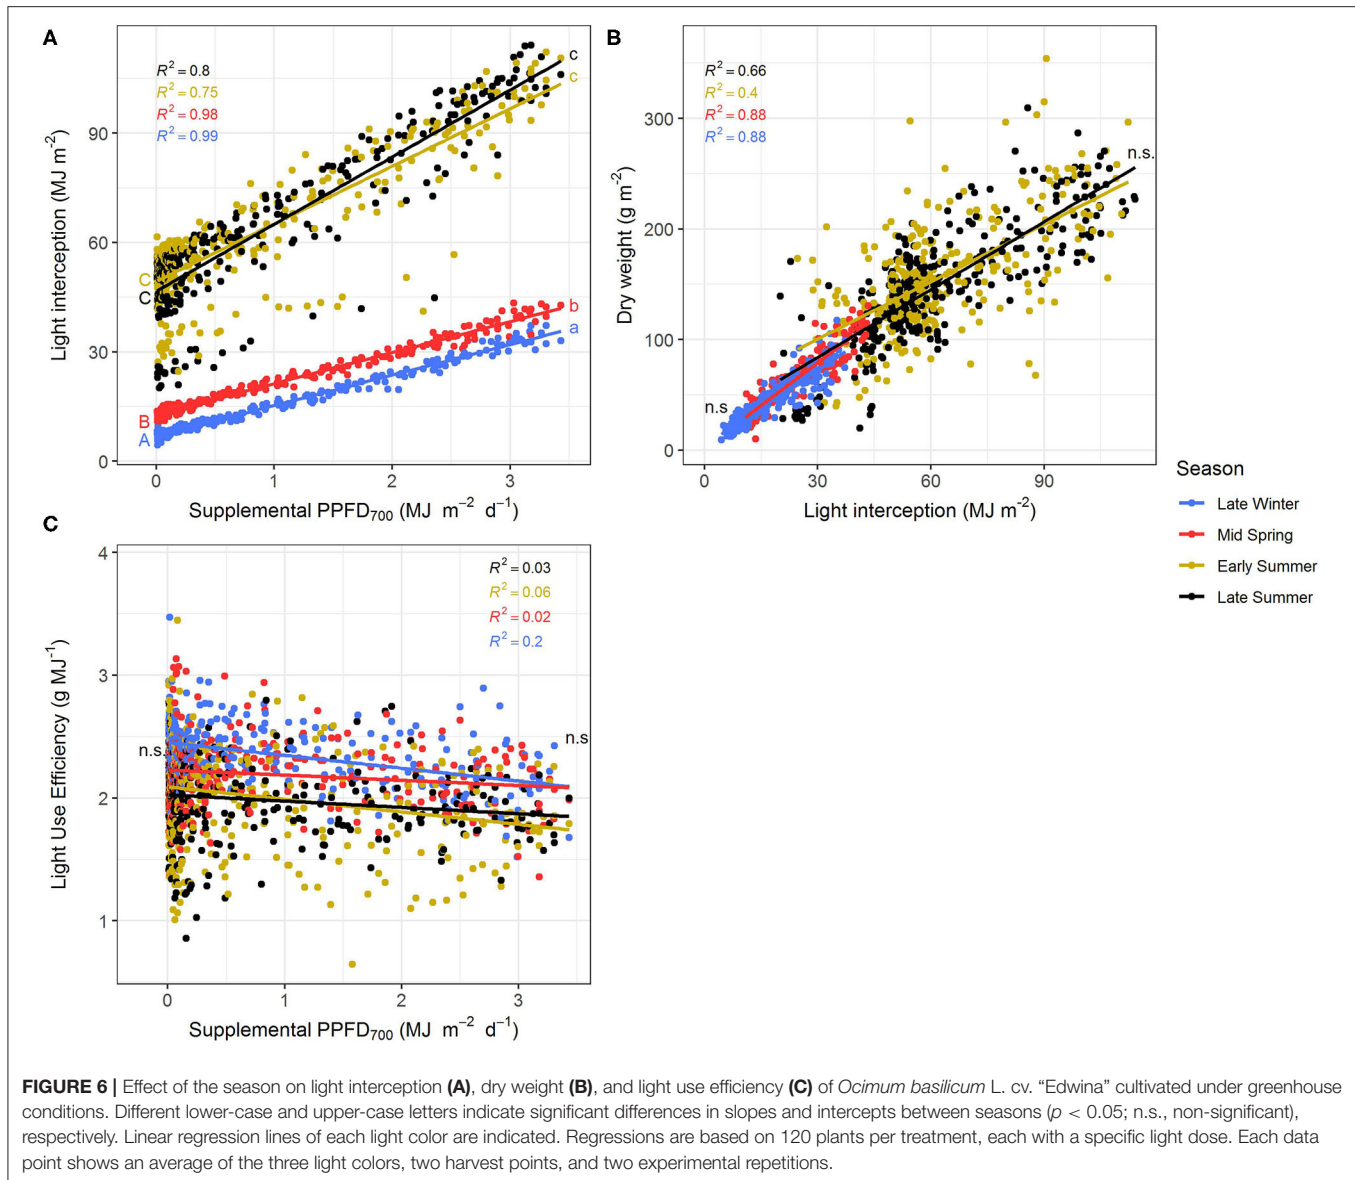 A
R² = 0.8
R² = 0.75
R² = 0.98
R² = 0.99
c
c
b
a
C
C
B
A
90
60
30
0
Light interception (MJ m⁻²)
0 1 2 3
Supplemental PPFD₇₀₀ (MJ m⁻² d⁻¹)
B
R² = 0.66
R² = 0.4
R² = 0.88
R² = 0.88
n.s.
n.s
300
200
100
0
Dry weight (g m⁻²)
0 30 60 90
Light interception (MJ m⁻²)
Season
Late Winter
Mid Spring
Early Summer
Late Summer
C
R² = 0.03
R² = 0.06
R² = 0.02
R² = 0.2
n.s.
n.s
4
3
2
1
Light Use Efficiency (g MJ⁻¹)
0 1 2 3
Supplemental PPFD₇₀₀ (MJ m⁻² d⁻¹)
FIGURE 6 | Effect of the season on light interception (A), dry weight (B), and light use efficiency (C) of Ocimum basilicum L. cv. “Edwina” cultivated under greenhouse
conditions. Different lower-case and upper-case letters indicate significant differences in slopes and intercepts between seasons (p < 0.05; n.s., non-significant),
respectively. Linear regression lines of each light color are indicated. Regressions are based on 120 plants per treatment, each with a specific light dose. Each data
point shows an average of the three light colors, two harvest points, and two experimental repetitions.